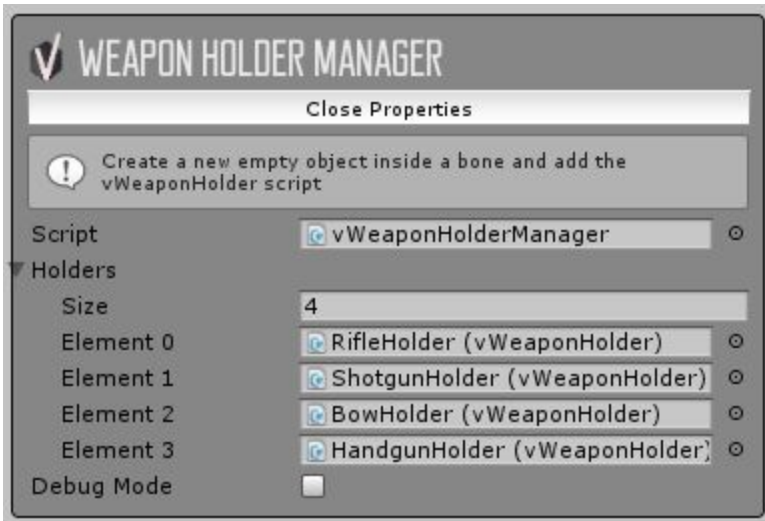 WEAPON HOLDER MANAGER
Close Properties
Create a new empty object inside a bone and add the
vWeaponHolder script
Script vWeaponHolderManager
Holders
Size 4
Element 0 RifleHolder (vWeaponHolder)
Element 1 ShotgunHolder (vWeaponHolder)
Element 2 BowHolder (vWeaponHolder)
Element 3 HandgunHolder (vWeaponHolder)
Debug Mode